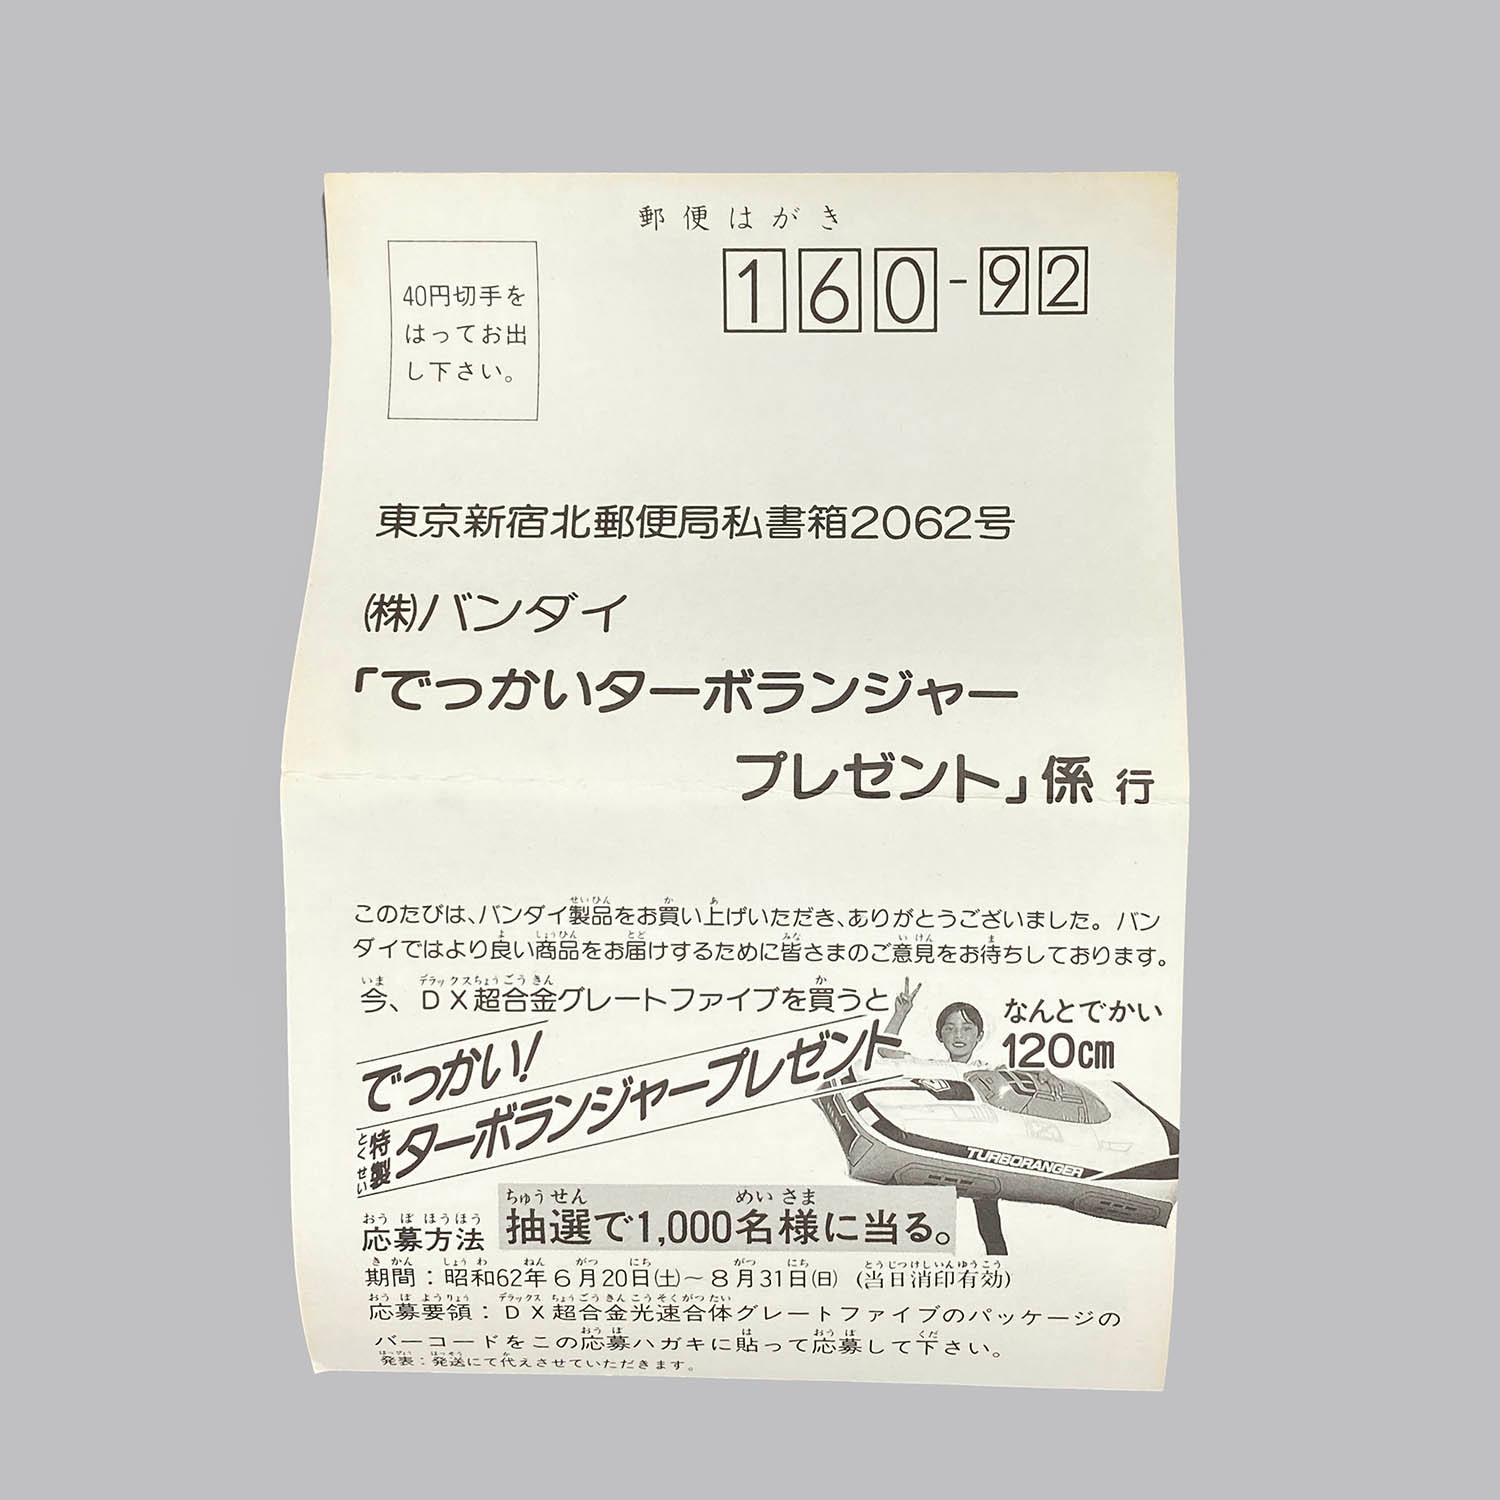 郵便はがき
40円切手を
はってお出
し下さい。
160-92
東京新宿北郵便局私書箱2062号
(株)バンダイ
「でっかいターボランジャー
プレゼント」係 行
このたびは、バンダイ製品をお買い上げいただき、ありがとうございました。バン
ダイではより良い商品をお届けするために皆さまのご意見をお待ちしております。
今、DX超合金グレートファイブを買うと
なんとでかい
120cm
でっかい!
特製ターボランジャープレゼント
TURBORANGER
抽選で1,000名様に当る。
応募方法
期間:昭和62年6月20日(土)~8月31日(日) (当日消印有効)
応募要領:DX超合金光速合体グレートファイブのパッケージの
バーコードをこの応募ハガキに貼って応募して下さい。
発表:発送にて代えさせていただきます。